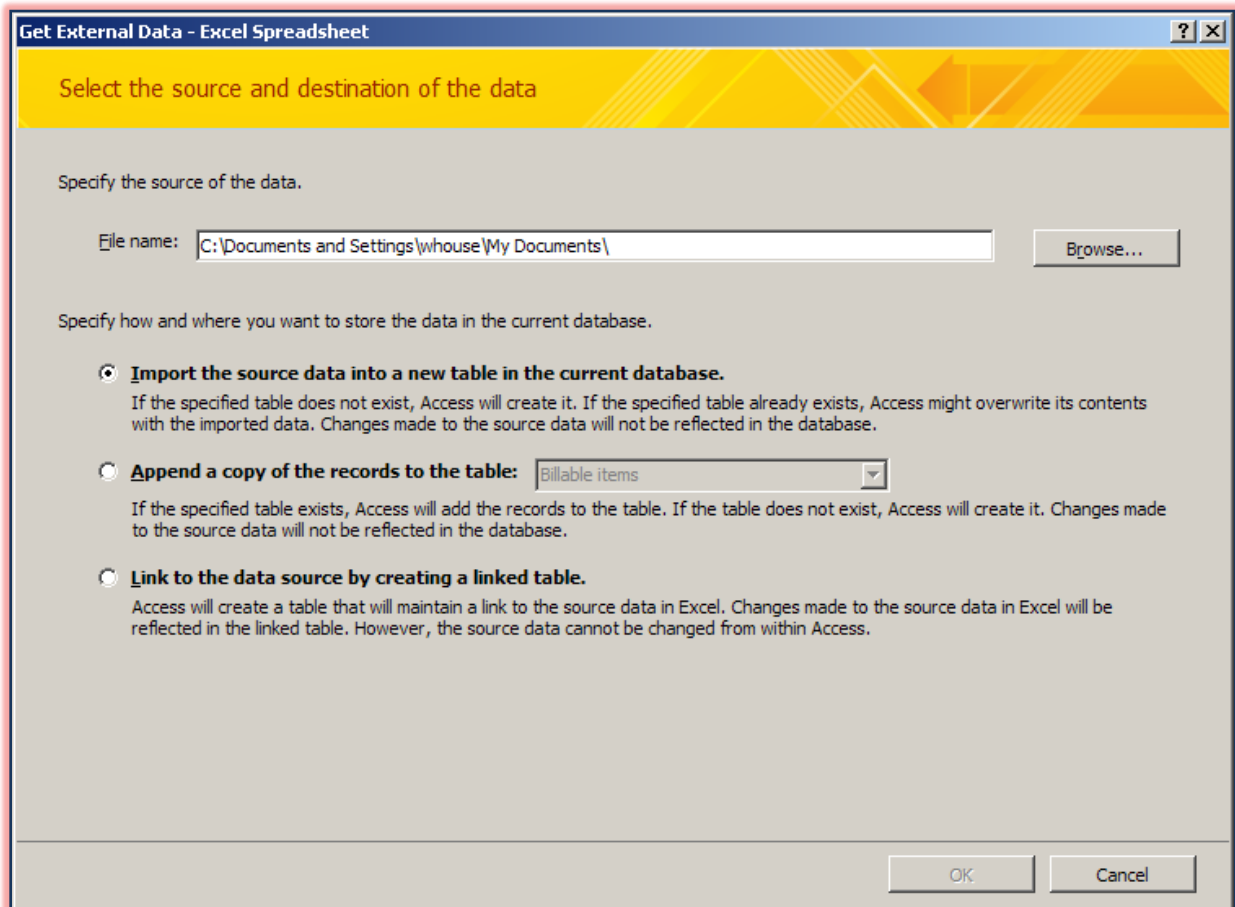 Get External Data - Excel Spreadsheet
Select the source and destination of the data
Specify the source of the data.
File name: C:\Documents and Settings\whouse\My Documents\ Browse...
Specify how and where you want to store the data in the current database.
Import the source data into a new table in the current database.
If the specified table does not exist, Access will create it. If the specified table already exists, Access might overwrite its contents
with the imported data. Changes made to the source data will not be reflected in the database.
Append a copy of the records to the table: Billable items
If the specified table exists, Access will add the records to the table. If the table does not exist, Access will create it. Changes made
to the source data will not be reflected in the database.
Link to the data source by creating a linked table.
Access will create a table that will maintain a link to the source data in Excel. Changes made to the source data in Excel will be
reflected in the linked table. However, the source data cannot be changed from within Access.
OK Cancel